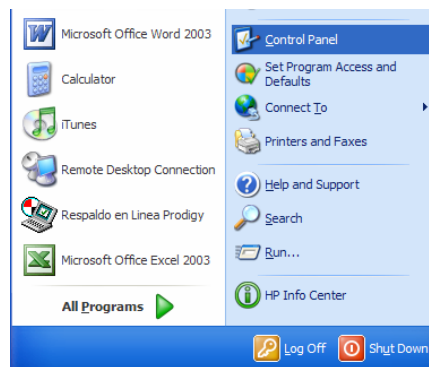 Microsoft Office Word 2003
Calculator
iTunes
Remote Desktop Connection
Respaldo en Linea Prodigy
Microsoft Office Excel 2003
All Programs
Control Panel
Set Program Access and
Defaults
Connect To
Printers and Faxes
Help and Support
Search
Run...
HP Info Center
Log Off
Shut Down